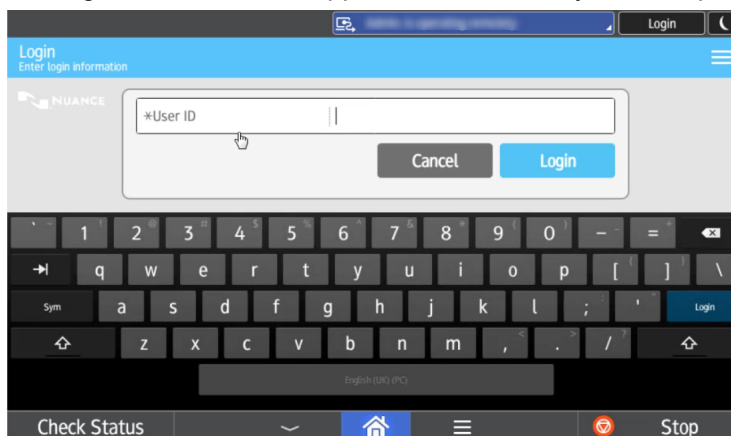 Login
Login
Enter login information
NUANCE
*User ID
Cancel Login
` ~ 1 ! 2 @ 3 # 4 $ 5 % 6 ^ 7 & 8 * 9 ( 0 ) - _ = +
q w e r t y u i o p [ { ] } \
Sym a s d f g h j k l ; : ' " Login
z x c v b n m , < . > / ?
English (UK) (PC)
Check Status Stop